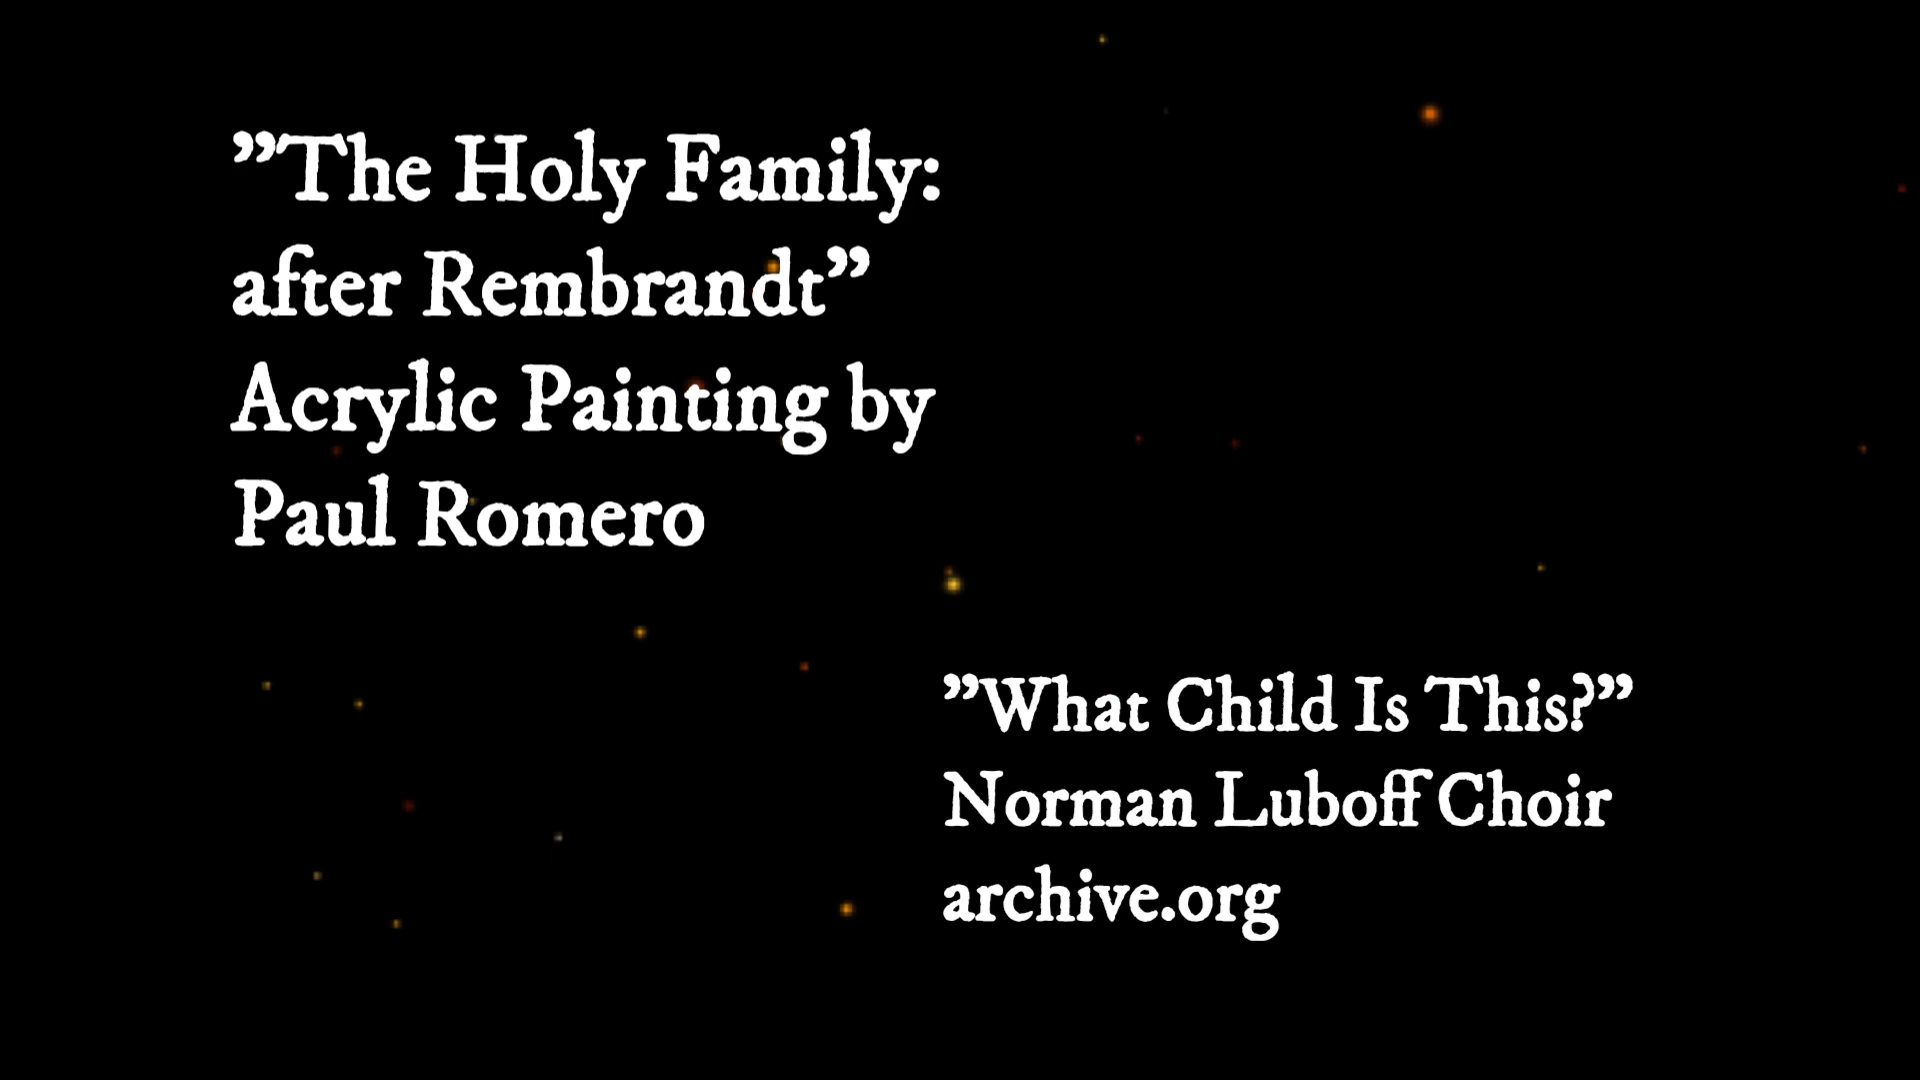 ”The Holy Family:
after Rembrandt”
Acrylic Painting by
Paul Romero
”What Child Is This?”
Norman Luboff Choir
archive.org